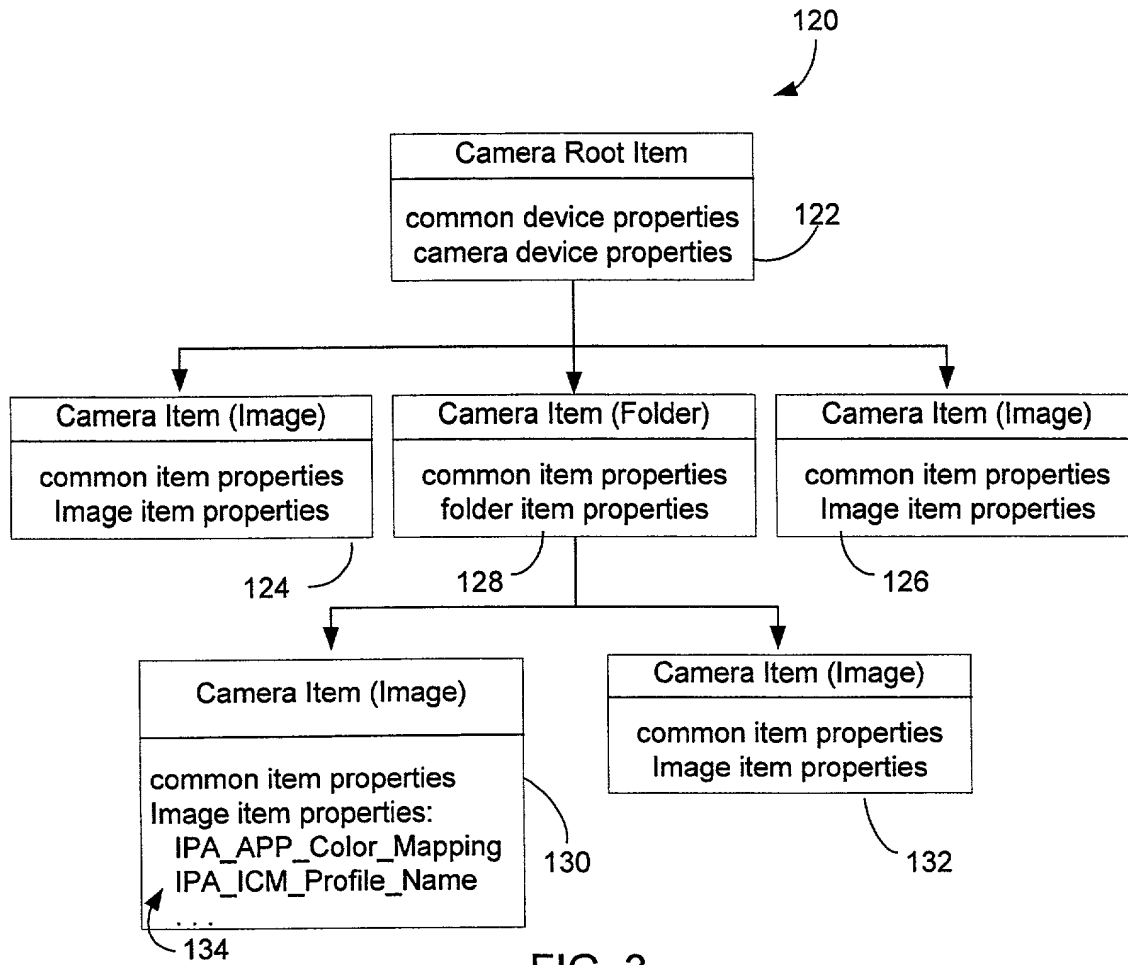 120
Camera Root Item
common device properties
camera device properties
122
Camera Item (Image)
common item properties
Image item properties
124
Camera Item (Folder)
common item properties
folder item properties
128
Camera Item (Image)
common item properties
Image item properties
126
Camera Item (Image)
common item properties
Image item properties:
IPA_APP_Color_Mapping
IPA_ICM_Profile_Name
. . .
130
134
Camera Item (Image)
common item properties
Image item properties
132